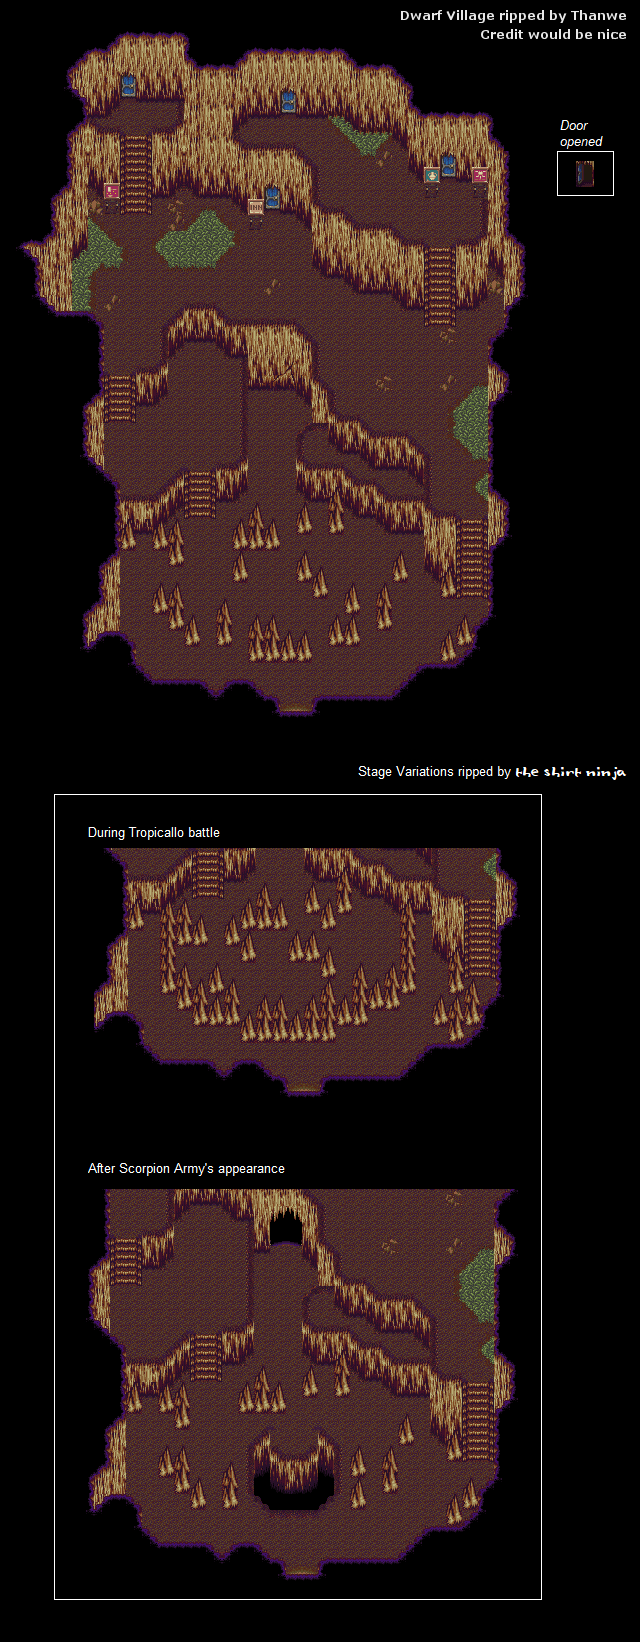 Dwarf Village ripped by Thanwe
Credit would be nice
Door
opened
Stage Variations ripped by the shirt ninja
During Tropicallo battle
After Scorpion Army's appearance